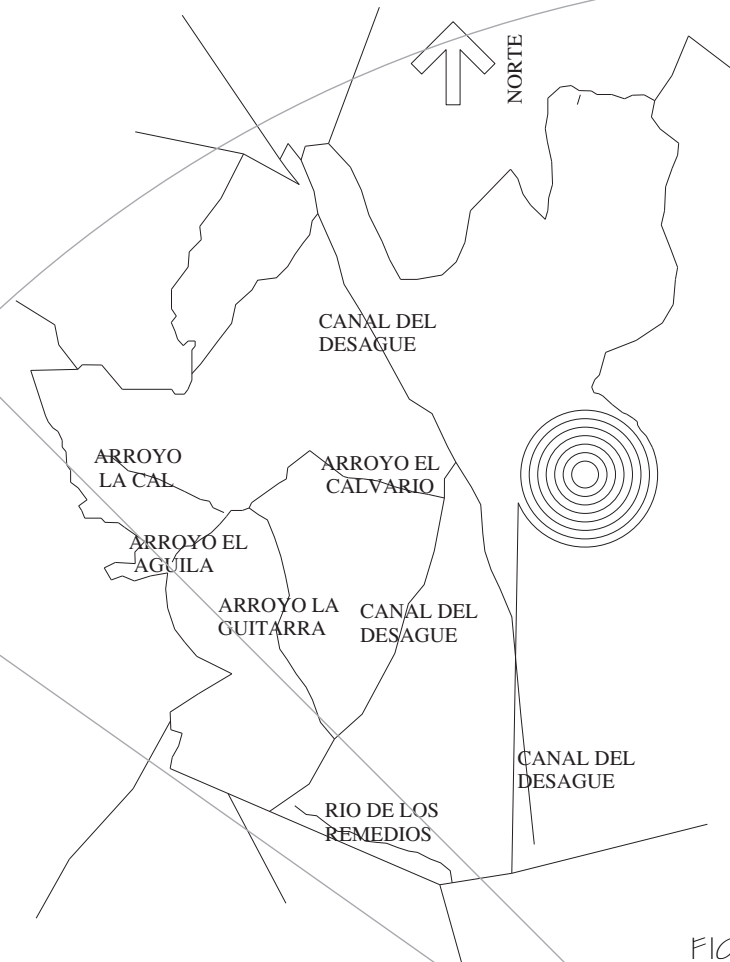 NORTE
CANAL DEL
DESAGUE
ARROYO
LA CAL
ARROYO EL
CALVARIO
ARROYO EL
AGUILA
ARROYO LA
GUITARRA
CANAL DEL
DESAGUE
CANAL DEL
DESAGUE
RIO DE LOS
REMEDIOS